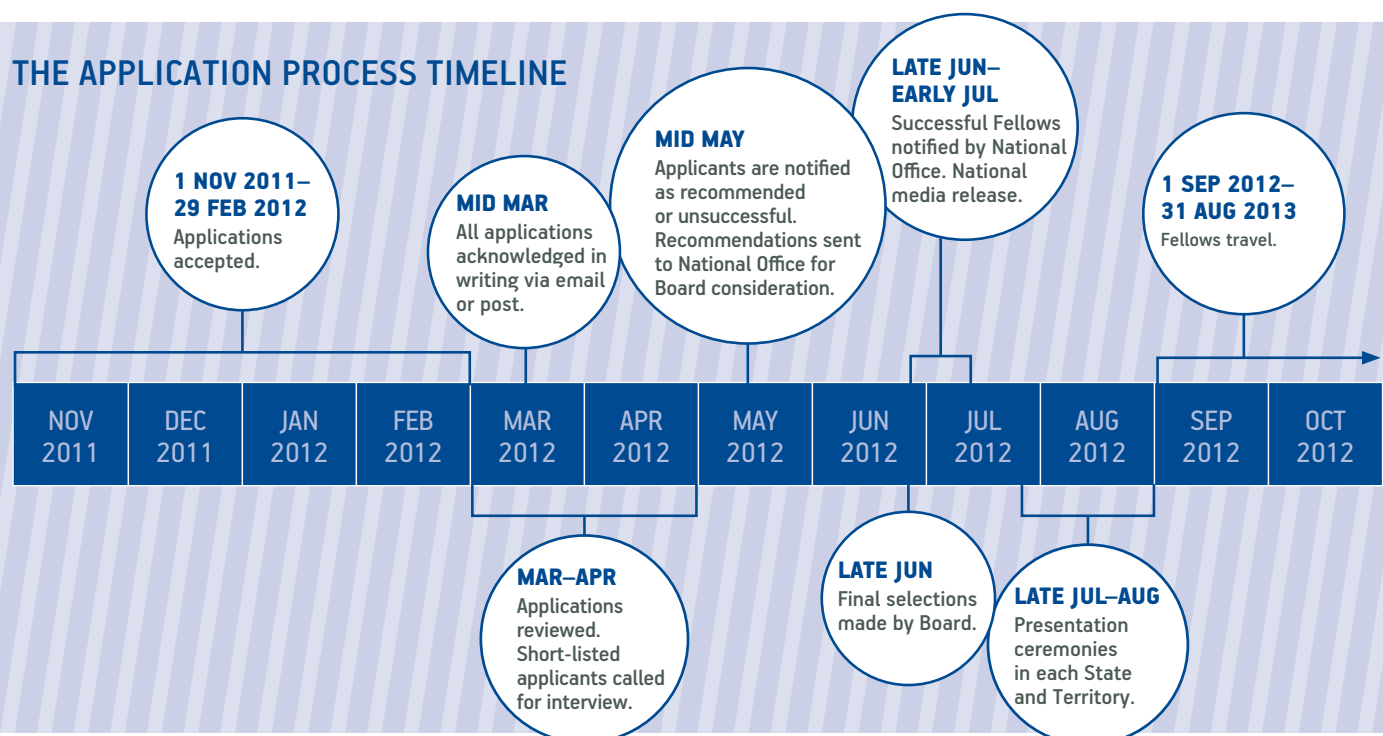 THE APPLICATION PROCESS TIMELINE
1 NOV 2011–
29 FEB 2012
Applications
accepted.
MID MAR
All applications
acknowledged in
writing via email
or post.
MID MAY
Applicants are notified
as recommended
or unsuccessful.
Recommendations sent
to National Office for
Board consideration.
LATE JUN–
EARLY JUL
Successful Fellows
notified by National
Office. National
media release.
1 SEP 2012–
31 AUG 2013
Fellows travel.
NOV
2011
DEC
2011
JAN
2012
FEB
2012
MAR
2012
APR
2012
MAY
2012
JUN
2012
JUL
2012
AUG
2012
SEP
2012
OCT
2012
MAR–APR
Applications
reviewed.
Short-listed
applicants called
for interview.
LATE JUN
Final selections
made by Board.
LATE JUL–AUG
Presentation
ceremonies
in each State
and Territory.